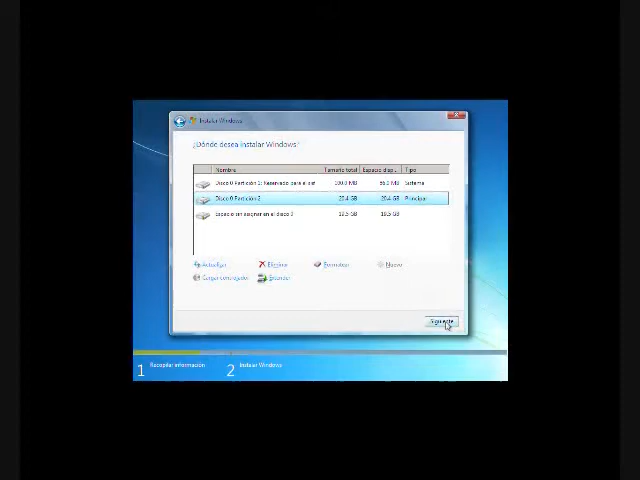 Instalar Windows
¿Dónde desea instalar Windows?
Nombre Tamaño total Espacio disp... Tipo
Disco 0 Partición 1: Reservado para el sist 100.0 MB 86.0 MB Sistema
Disco 0 Partición 2 20.4 GB 20.4 GB Principal
Espacio sin asignar en el disco 19.5 GB 19.5 GB
Actualizar Eliminar Formatear Nuevo
Cargar controlador Extender
Siguiente
1 Recopilar información 2 Instalar Windows